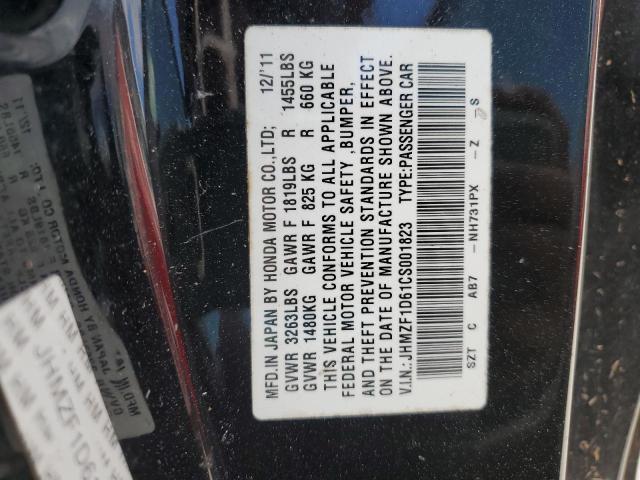 MFD.IN JAPAN BY HONDA MOTOR CO.,LTD; 12/'11
GVWR 3263LBS GAWR F 1819LBS R 1455LBS
GVWR 1480KG GAWR F 825 KG R 660 KG
THIS VEHICLE CONFORMS TO ALL APPLICABLE
FEDERAL MOTOR VEHICLE SAFETY ,BUMPER,
AND THEFT PREVENTION STANDARDS IN EFFECT
ON THE DATE OF MANUFACTURE SHOWN ABOVE.
V.I.N.: JHMZF1D61CS001823 TYPE:PASSENGER CAR
SZT C AB7 - NH731PX - Z - S
JHMZF1D6